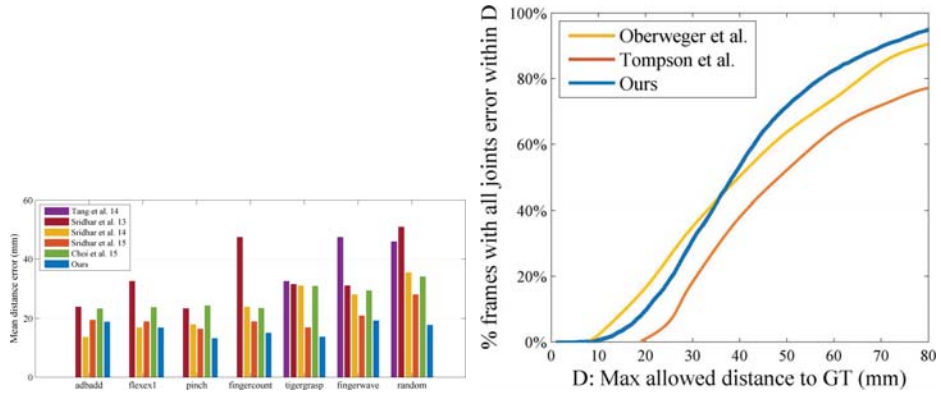 60
40
20
0
Mean distance error (mm)
Tang et al. 14
Sridhar et al. 13
Sridhar et al. 14
Sridhar et al. 15
Choi et al. 15
Ours
adbadd flexex1 pinch fingercount tigergrasp fingerwave random
100%
80%
60%
40%
20%
0%
% frames with all joints error within D
Oberweger et al.
Tompson et al.
Ours
0 10 20 30 40 50 60 70 80
D: Max allowed distance to GT (mm)